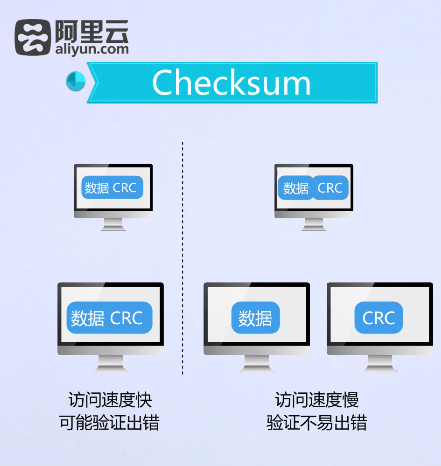 阿里云
aliyun.com
Checksum
数据 CRC
数据 CRC
数据 CRC
数据
CRC
访问速度快
可能验证出错
访问速度慢
验证不易出错